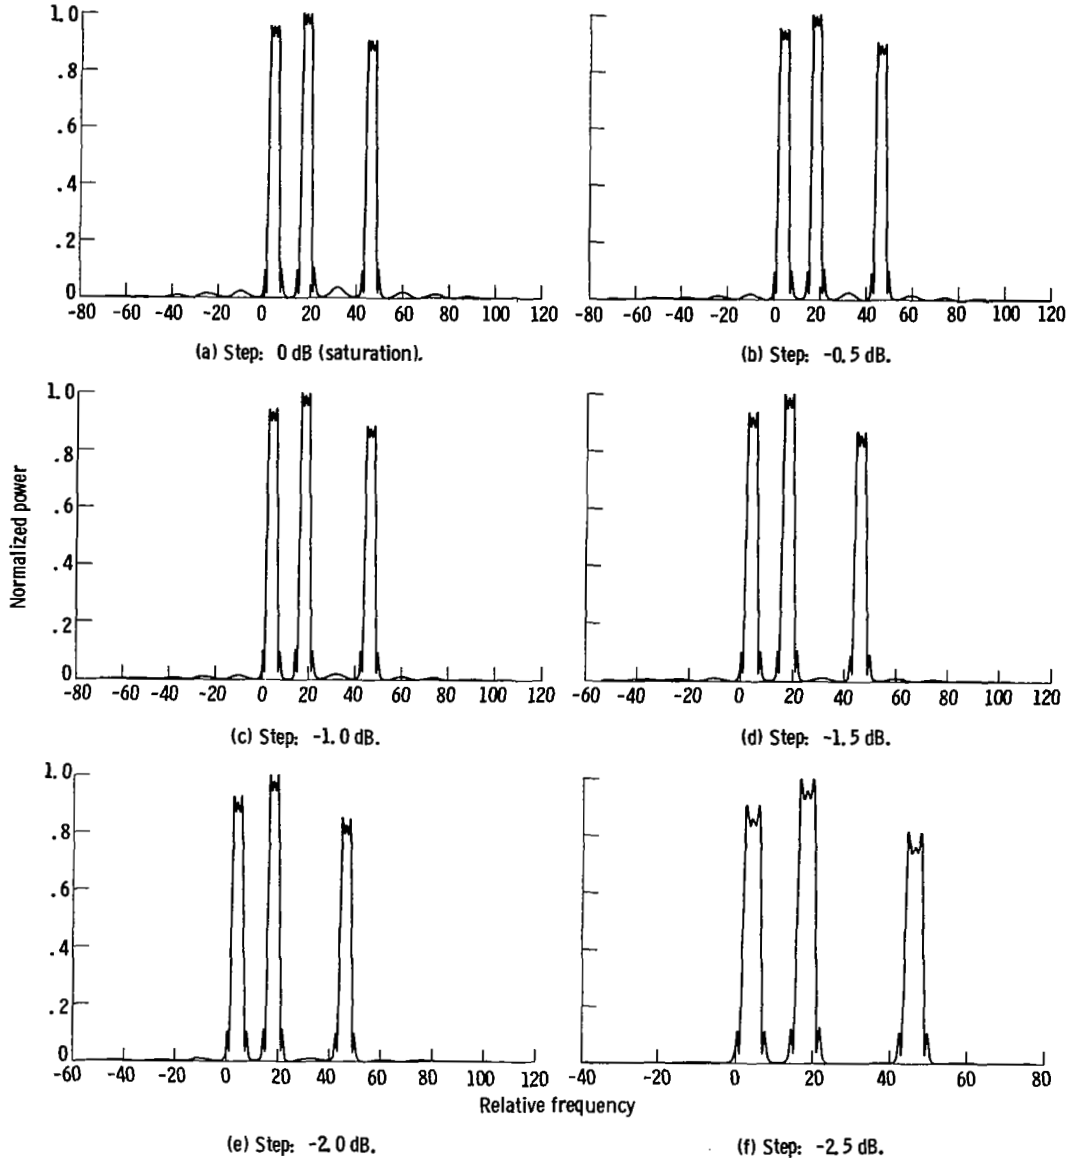 1.0
.8
.6
.4
.2
0
-80 -60 -40 -20 0 20 40 60 80 100 120
-80 -60 -40 -20 0 20 40 60 80 100 120
(a) Step: 0 dB (saturation).
(b) Step: -0.5 dB.
Normalized power
1.0
.8
.6
.4
.2
0
-80 -60 -40 -20 0 20 40 60 80 100 120
-60 -40 -20 0 20 40 60 80 100 120
(c) Step: -1.0 dB.
(d) Step: -1.5 dB.
1.0
.8
.6
.4
.2
0
-60 -40 -20 0 20 40 60 80 100 120
-40 -20 0 20 40 60 80
Relative frequency
(e) Step: -2.0 dB.
(f) Step: -2.5 dB.